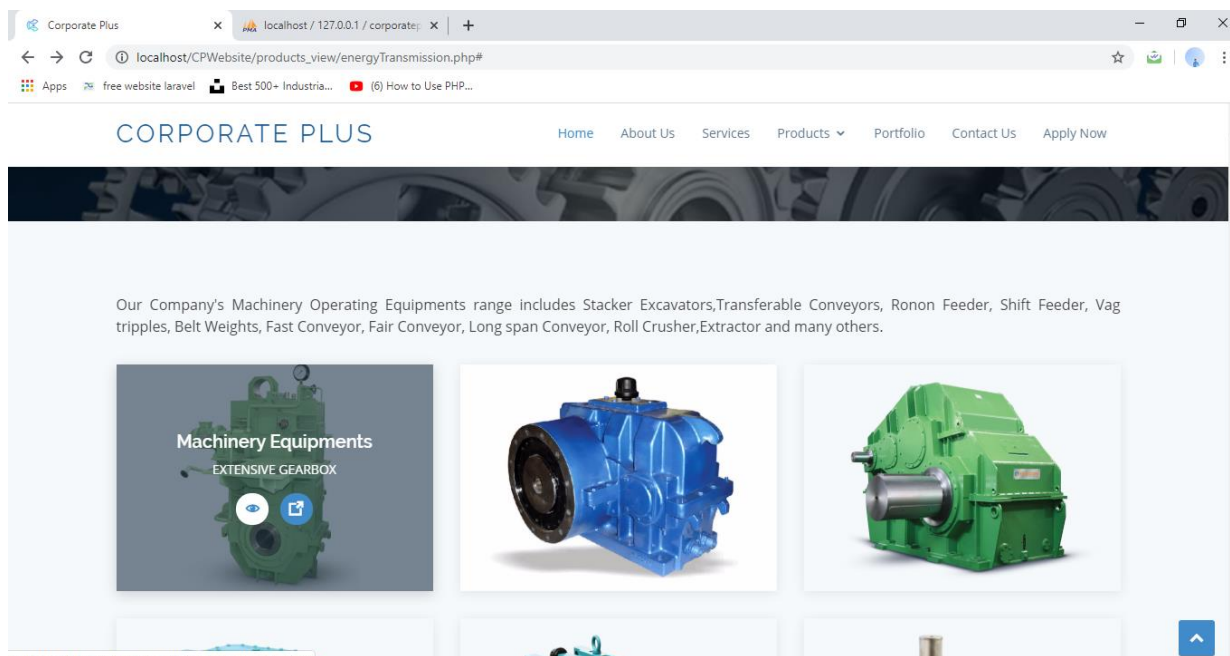 Corporate Plus
localhost / 127.0.0.1 / corporatep
localhost/CPWebsite/products_view/energyTransmission.php#
Apps free website laravel Best 500+ Industria... (6) How to Use PHP...
CORPORATE PLUS
Home About Us Services Products Portfolio Contact Us Apply Now
Our Company's Machinery Operating Equipments range includes Stacker Excavators,Transferable Conveyors, Ronon Feeder, Shift Feeder, Vag
tripples, Belt Weights, Fast Conveyor, Fair Conveyor, Long span Conveyor, Roll Crusher,Extractor and many others.
Machinery Equipments
EXTENSIVE GEARBOX